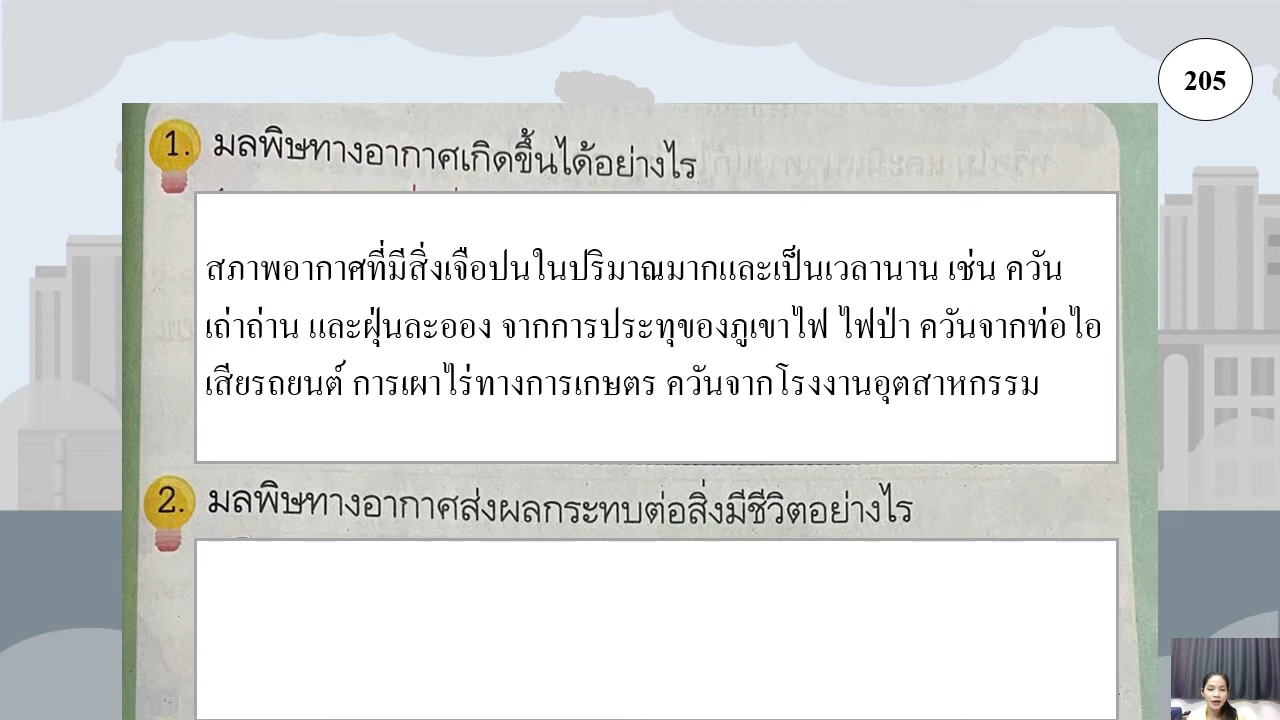 205
1. มลพิษทางอากาศเกิดขึ้นได้อย่างไร
สภาพอากาศที่มีสิ่งเจือปนในปริมาณมากและเป็นเวลานาน เช่น ควัน
เถ่าถ่าน และฝุ่นละออง จากการประทุของภูเขาไฟ ไฟป่า ควันจากท่อไอ
เสียรถยนต์ การเผาไร่ทางการเกษตร ควันจากโรงงานอุตสาหกรรม
2. มลพิษทางอากาศส่งผลกระทบต่อสิ่งมีชีวิตอย่างไร